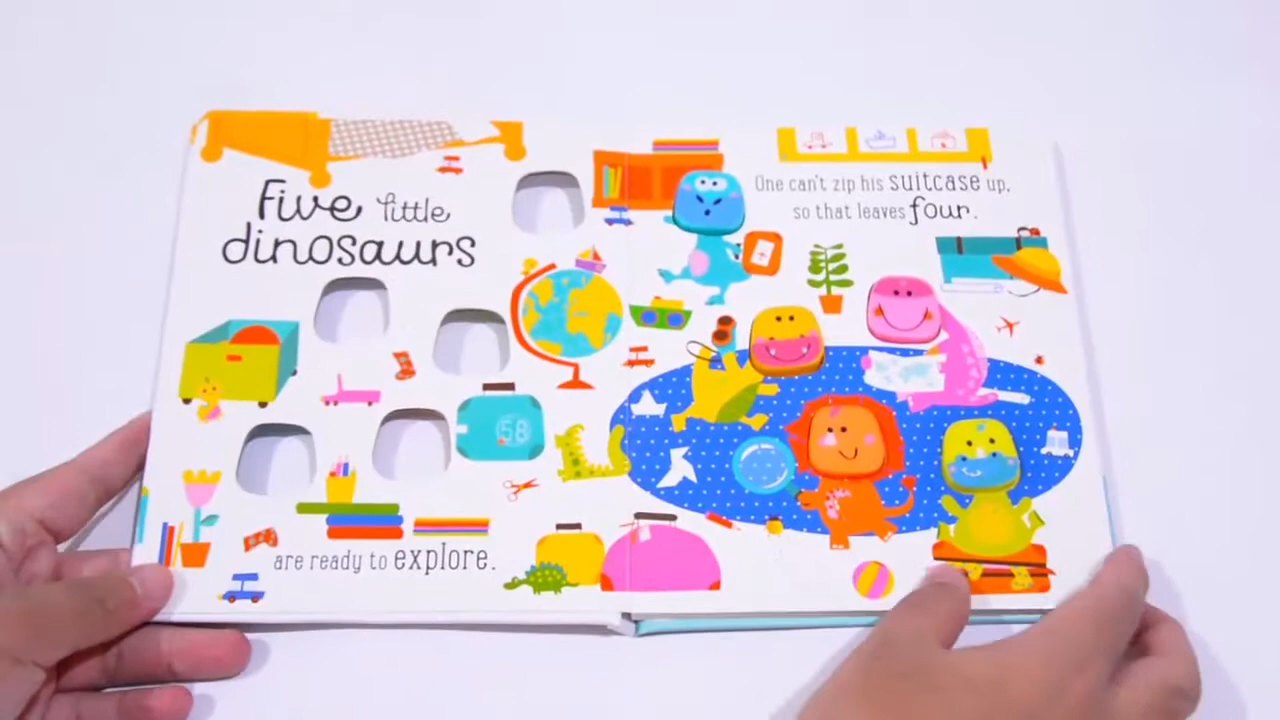 Five little
dinosaurs
are ready to explore.
One can't zip his suitcase up,
so that leaves four.
58